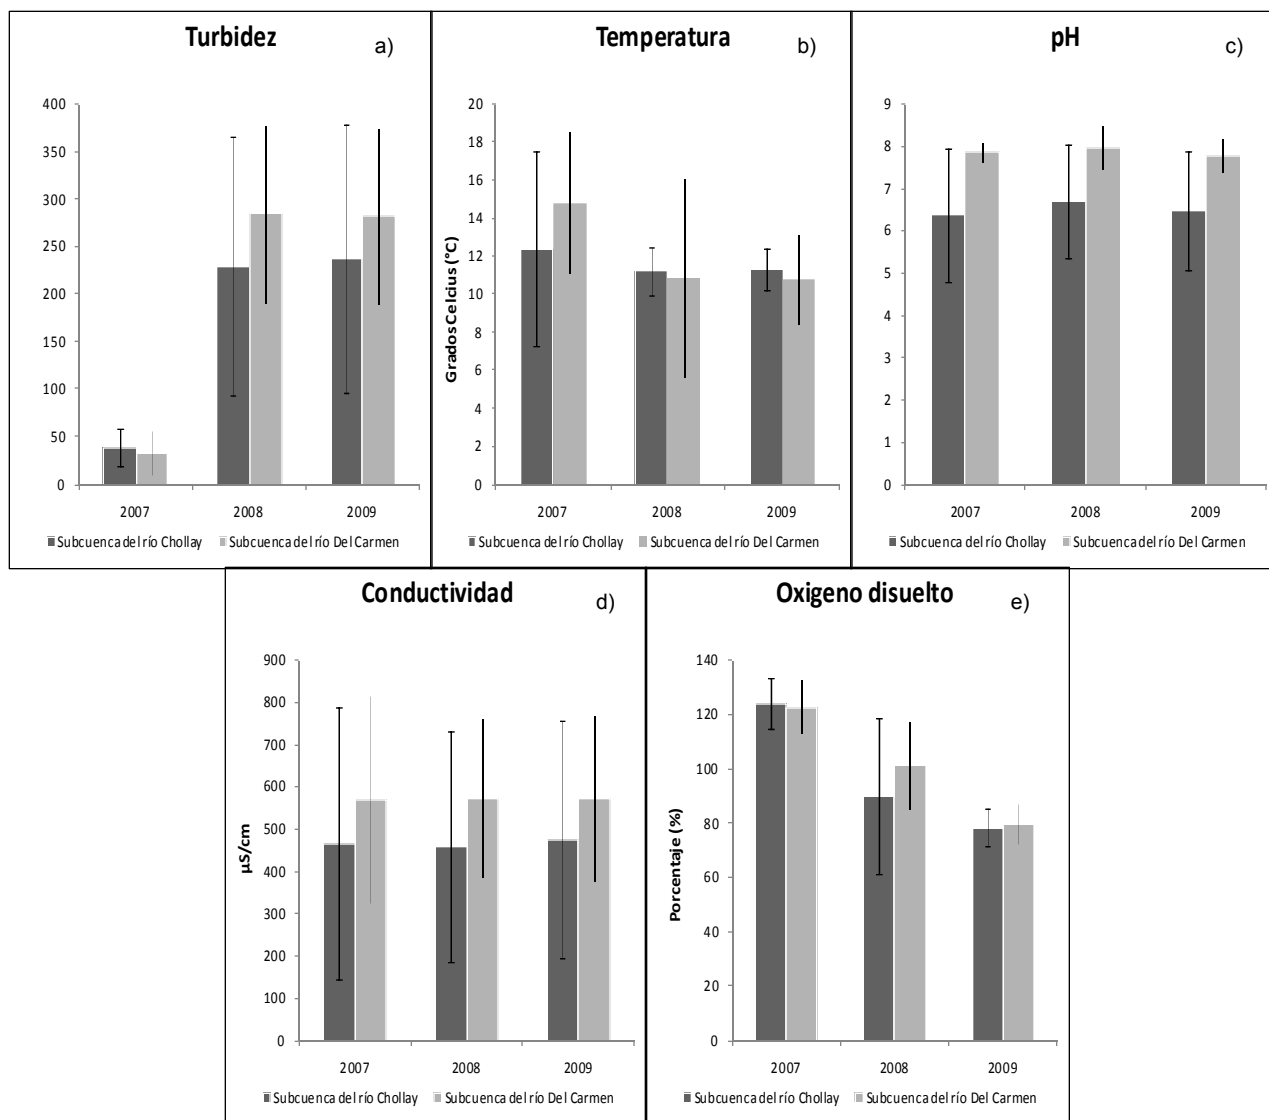 Turbidez
a)
400
350
300
250
200
150
100
50
0
2007 2008 2009
Subcuenca del río Chollay Subcuenca del río Del Carmen
Temperatura
b)
Grados Celcius (°C)
20
18
16
14
12
10
8
6
4
2
0
2007 2008 2009
Subcuenca del río Chollay Subcuenca del río Del Carmen
pH
c)
9
8
7
6
5
4
3
2
1
0
2007 2008 2009
Subcuenca del río Chollay Subcuenca del río Del Carmen
Conductividad
d)
µS/cm
900
800
700
600
500
400
300
200
100
0
2007 2008 2009
Subcuenca del río Chollay Subcuenca del río Del Carmen
Oxigeno disuelto
e)
Porcentaje (%)
140
120
100
80
60
40
20
0
2007 2008 2009
Subcuenca del río Chollay Subcuenca del río Del Carmen